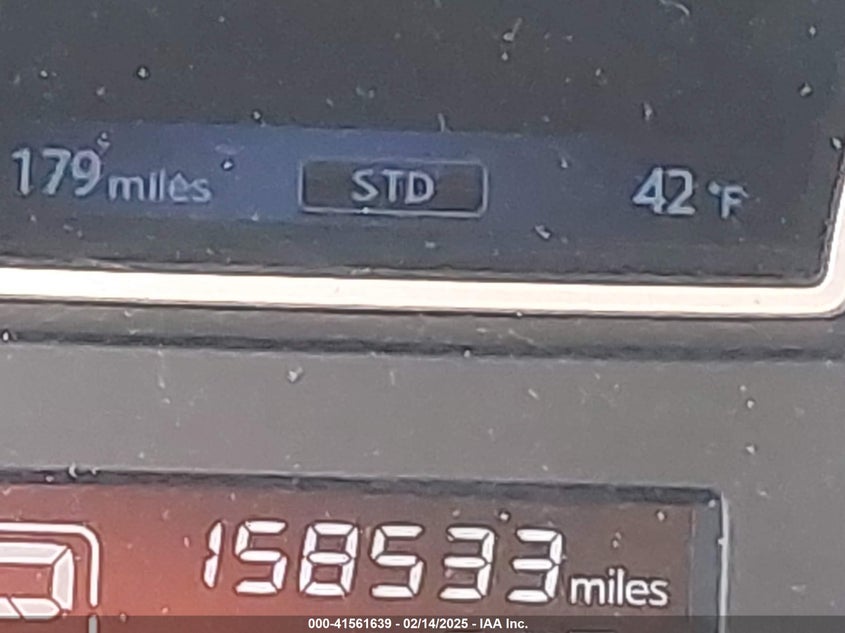 179 miles STD 42 °F
158533 miles
000-41561639 - 02/14/2025 - IAA Inc.